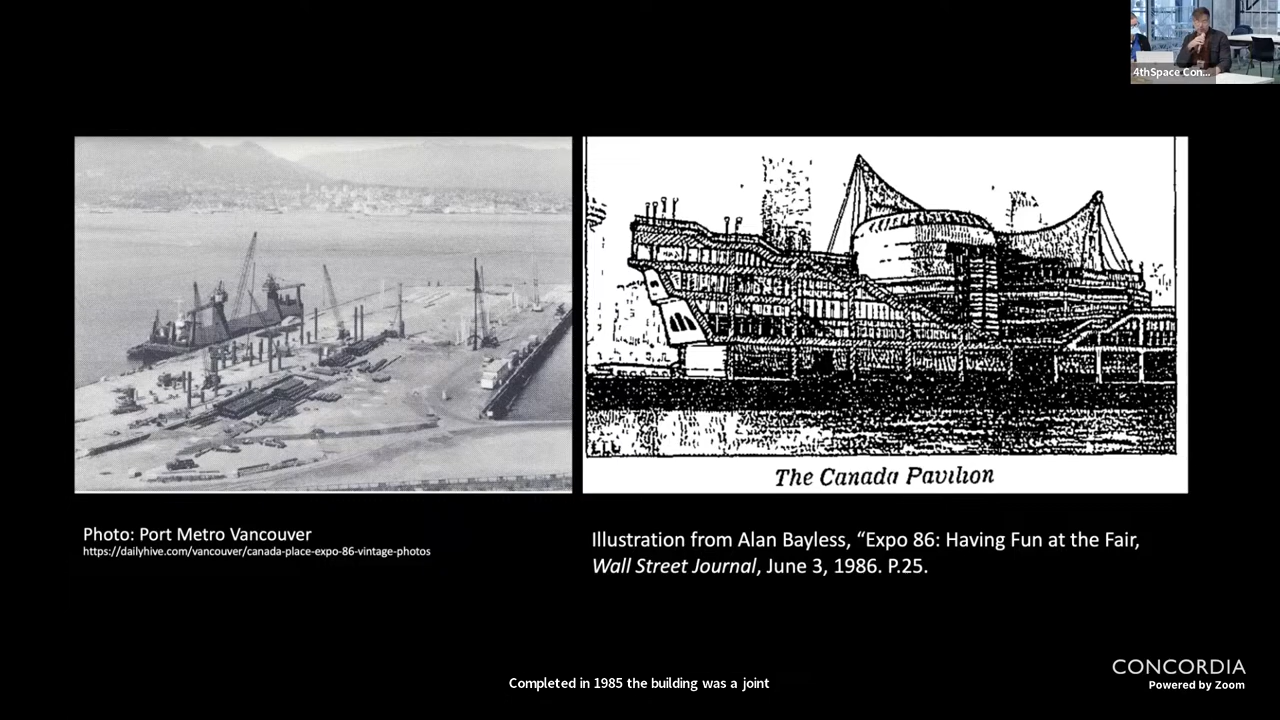 4thSpace Con...
The Canada Pavilion
Photo: Port Metro Vancouver
https://dailyhive.com/vancouver/canada-place-expo-86-vintage-photos
Illustration from Alan Bayless, “Expo 86: Having Fun at the Fair,
Wall Street Journal, June 3, 1986. P.25.
CONCORDIA
Powered by Zoom
Completed in 1985 the building was a joint